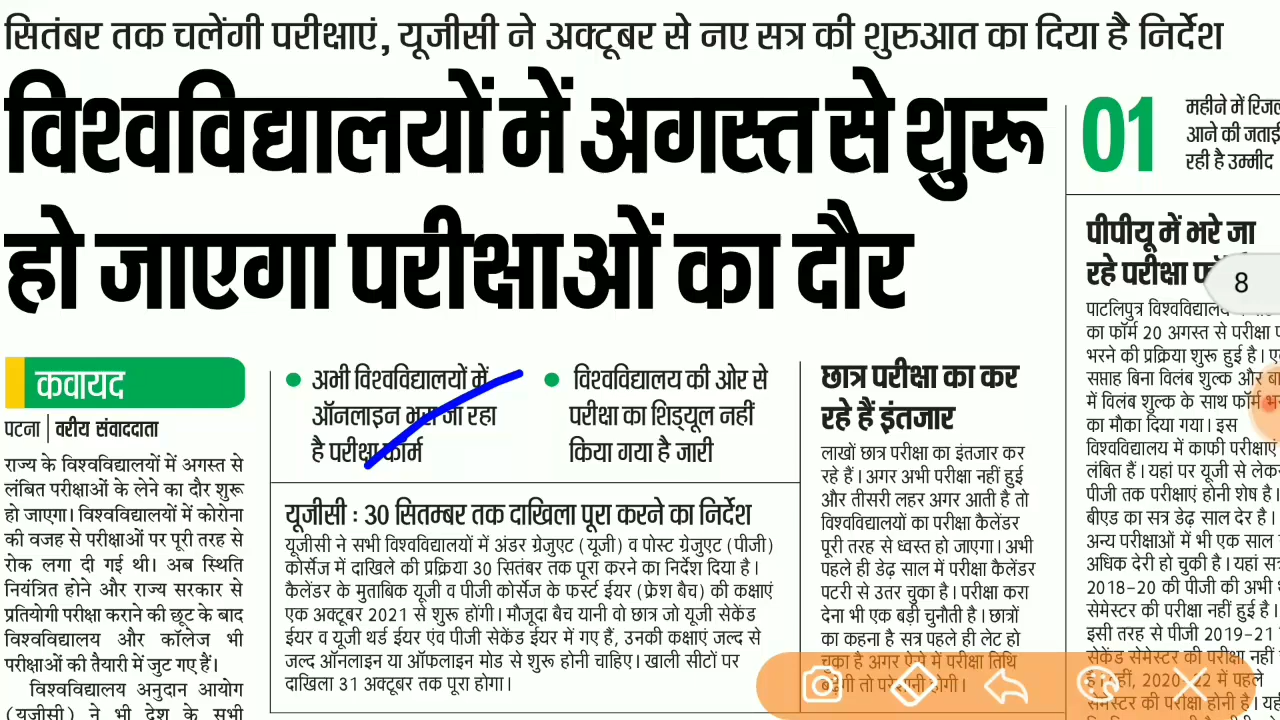 सितंबर तक चलेंगी परीक्षाएं, यूजीसी ने अक्टूबर से नए सत्र की शुरुआत का दिया है निर्देश
विश्वविद्यालयों में अगस्त से शुरू
हो जाएगा परीक्षाओं का दौर
कवायद
पटना | वरीय संवाददाता
राज्य के विश्वविद्यालयों में अगस्त से
लंबित परीक्षाओं के लेने का दौर शुरू
हो जाएगा। विश्वविद्यालयों में कोरोना
की वजह से परीक्षाओं पर पूरी तरह से
रोक लगा दी गई थी। अब स्थिति
नियंत्रित होने और राज्य सरकार से
प्रतियोगी परीक्षा कराने की छूट के बाद
विश्वविद्यालय और कॉलेज भी
परीक्षाओं की तैयारी में जुट गए हैं।
विश्वविद्यालय अनुदान आयोग
(यूजीसी) ने भी देश के सभी
अभी विश्वविद्यालयों में
ऑनलाइन भरा जा रहा
है परीक्षा फॉर्म
विश्वविद्यालय की ओर से
परीक्षा का शिड्यूल नहीं
किया गया है जारी
यूजीसी : 30 सितम्बर तक दाखिला पूरा करने का निर्देश
यूजीसी ने सभी विश्वविद्यालयों में अंडर ग्रेजुएट (यूजी) व पोस्ट ग्रेजुएट (पीजी)
कोर्सेज में दाखिले की प्रक्रिया 30 सितंबर तक पूरा करने का निर्देश दिया है।
कैलेंडर के मुताबिक यूजी व पीजी कोर्सेज के फर्स्ट ईयर (फ्रेश बैच) की कक्षाएं
एक अक्टूबर 2021 से शुरू होंगी। मौजूदा बैच यानी वो छात्र जो यूजी सेकेंड
ईयर व यूजी थर्ड ईयर एंव पीजी सेकेंड ईयर में गए हैं, उनकी कक्षाएं जल्द से
जल्द ऑनलाइन या ऑफलाइन मोड से शुरू होनी चाहिए। खाली सीटों पर
दाखिला 31 अक्टूबर तक पूरा होगा।
छात्र परीक्षा का कर
रहे हैं इंतजार
लाखों छात्र परीक्षा का इंतजार कर
रहे हैं। अगर अभी परीक्षा नहीं हुई
और तीसरी लहर अगर आती है तो
विश्वविद्यालयों का परीक्षा कैलेंडर
पूरी तरह से ध्वस्त हो जाएगा। अभी
पहले ही डेढ़ साल में परीक्षा कैलेंडर
पटरी से उतर चुका है। परीक्षा करा
देना भी एक बड़ी चुनौती है। छात्रों
का कहना है सत्र पहले ही लेट हो
चुका है अगर ऐसे में परीक्षा तिथि
बढ़ेगी तो परेशानी होगी।
01
महीने में
आने की
रही है उम्मीद
पीपीयू में भरे जा
रहे परीक्षा
8
पाटलिपुत्र
का फॉर्म 20 अगस्त से परीक्षा
भरने की प्रक्रिया शुरू हुई है।
सप्ताह बिना विलंब शुल्क और
में विलंब शुल्क के साथ फॉर्म
का मौका दिया गया। इस
विश्वविद्यालय में काफी परीक्षाएं
लंबित हैं। यहां पर यूजी से लेकर
पीजी तक परीक्षाएं होनी शेष है।
बीएड का सत्र डेढ़ साल देर है।
अन्य परीक्षाओं में भी एक साल
अधिक देरी हो चुकी है। यहां
2018-20 की पीजी की अभी
सेमेस्टर की परीक्षा नहीं हुई है।
इसी तरह से पीजी 2019-21
सेकेंड सेमेस्टर की परीक्षा नहीं
2020-22 में पहले
सेमेस्टर की परीक्षा होनी है।